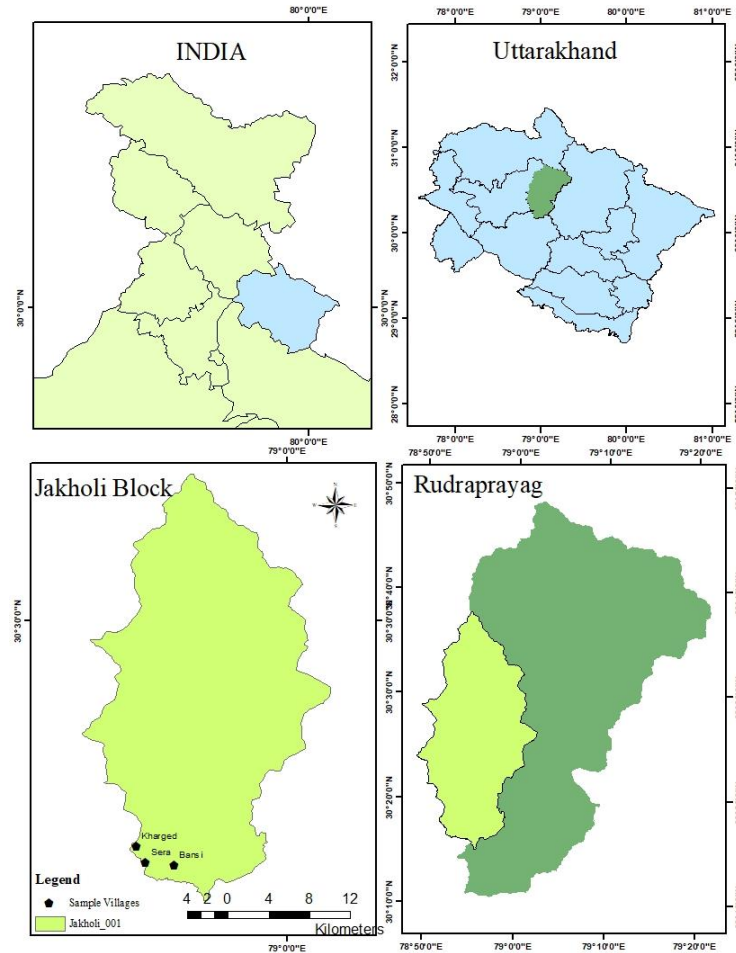 80°0'0"E
INDIA
30°0'0"N
30°0'0"N
80°0'0"E
78°0'0"E 79°0'0"E 80°0'0"E 81°0'0"E
Uttarakhand
32°0'0"N
31°0'0"N
30°0'0"N
29°0'0"N
28°0'0"N
78°0'0"E 79°0'0"E 80°0'0"E 81°0'0"E
79°0'0"E
Jakholi Block
N
W E
S
30°30'0"N
30°30'0"N
Kharged
Sera
Bansi
Legend
Sample Villages
Jakholi_001
4 2 0 4 8 12
Kilometers
79°0'0"E
78°50'0"E 79°0'0"E 79°10'0"E 79°20'0"E
Rudraprayag
30°50'0"N
30°40'0"N
30°30'0"N
30°20'0"N
30°10'0"N
78°50'0"E 79°0'0"E 79°10'0"E 79°20'0"E